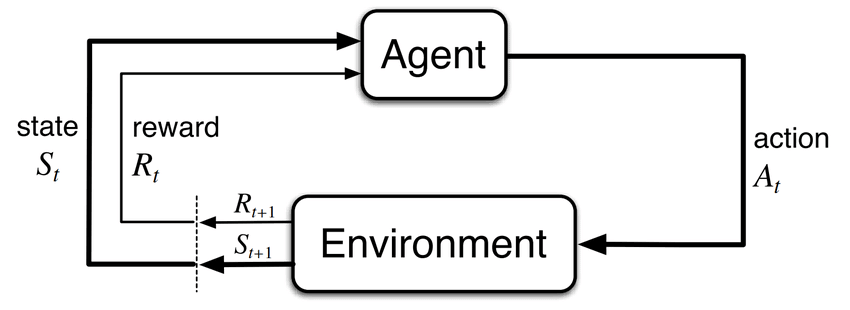 Agent
state
S_t
reward
R_t
action
A_t
R_{t+1}
S_{t+1}
Environment